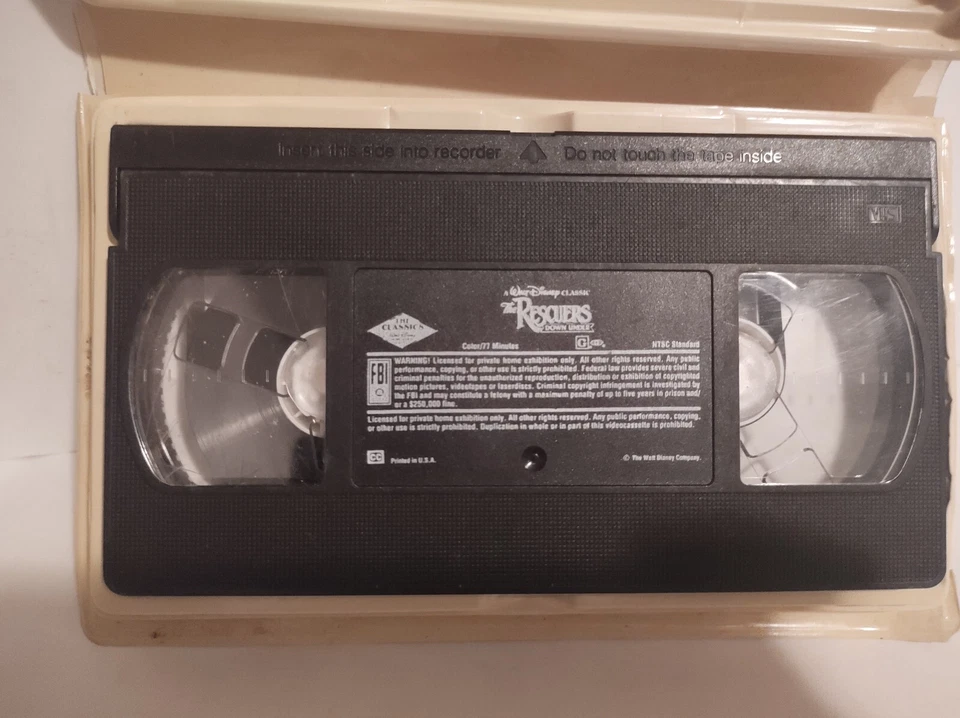 Insert this side into recorder Do not touch the tape inside
VHS
A Walt Disney CLASSIC
The RESCUERS
DOWN UNDER
THE
CLASSICS
Walt Disney
Color/77 Minutes
G
NTSC Standard
FBI
WARNING! Licensed for private home exhibition only. All other rights reserved. Any public
performance, copying, or other use is strictly prohibited. Federal law provides severe civil and
criminal penalties for the unauthorized reproduction, distribution or exhibition of copyrighted
motion pictures, videotapes or laserdiscs. Criminal copyright infringement is investigated by
the FBI and may constitute a felony with a maximum penalty of up to five years in prison and/
or a $250,000 fine.
Licensed for private home exhibition only. All other rights reserved. Any public performance, copying,
or other use is strictly prohibited. Duplication in whole or in part of this videocassette is prohibited.
CC Printed in U.S.A.
© The Walt Disney Company.